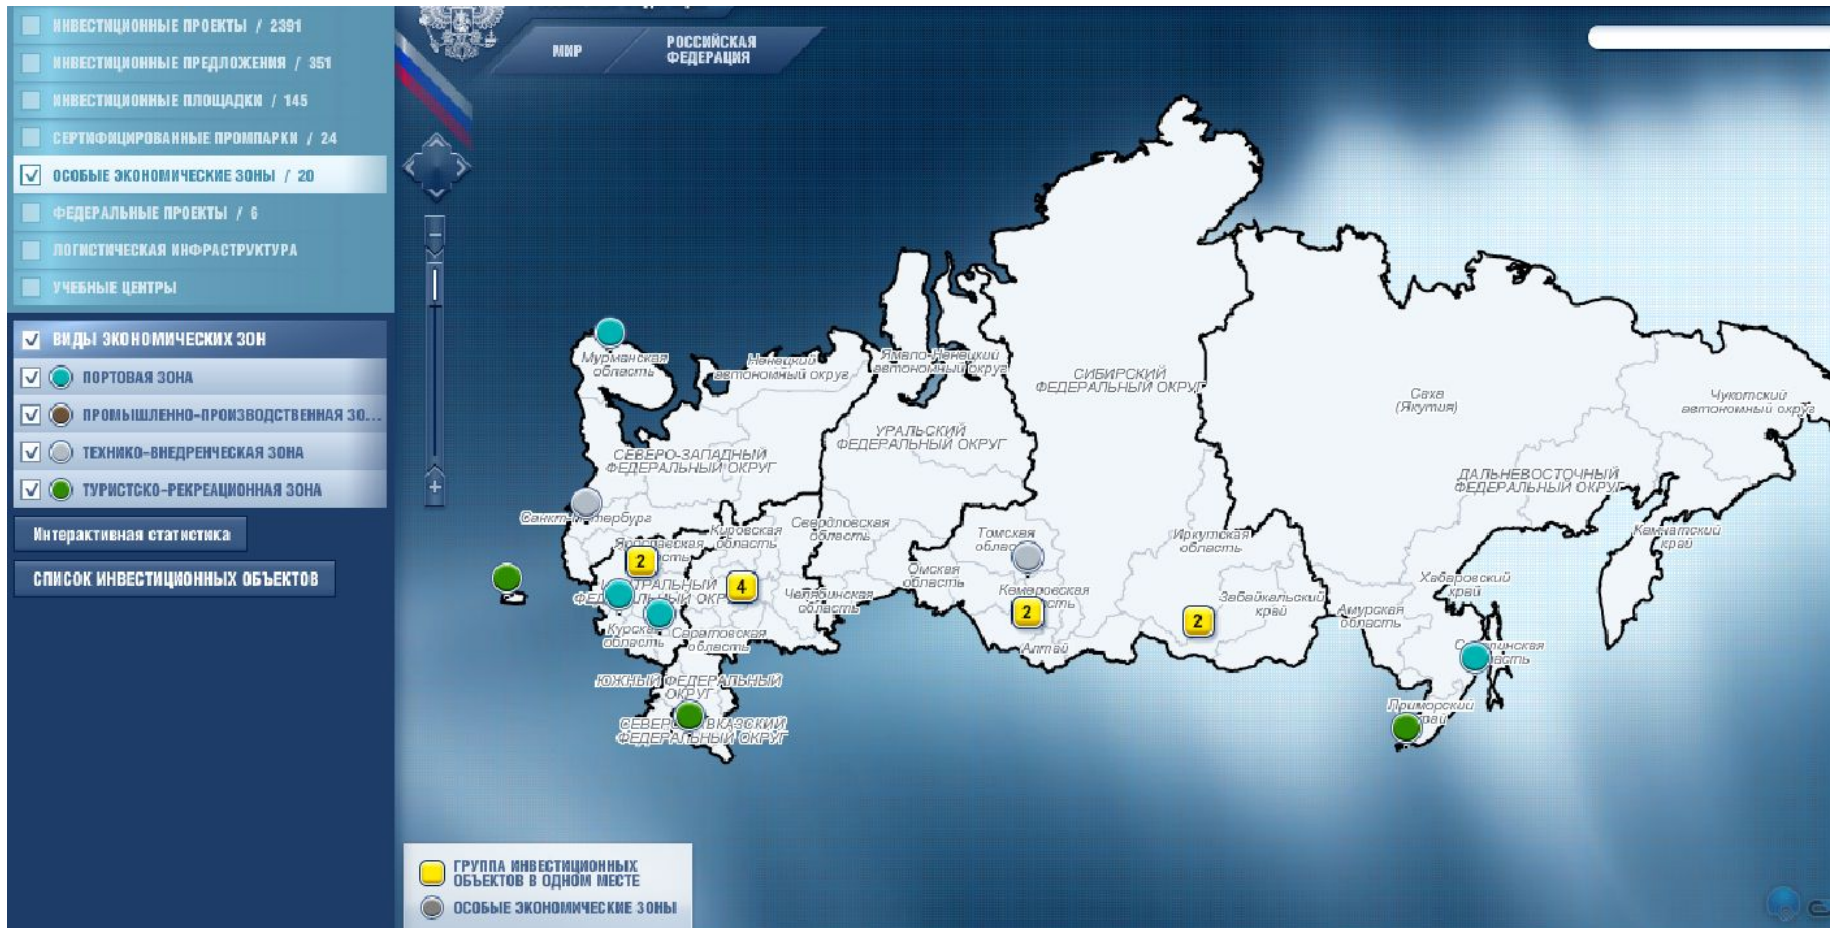 ИНВЕСТИЦИОННЫЕ ПРОЕКТЫ / 2391
ИНВЕСТИЦИОННЫЕ ПРЕДЛОЖЕНИЯ / 351
ИНВЕСТИЦИОННЫЕ ПЛОЩАДКИ / 145
СЕРТИФИЦИРОВАННЫЕ ПРОМПАРКИ / 24
ОСОБЫЕ ЭКОНОМИЧЕСКИЕ ЗОНЫ / 20
ФЕДЕРАЛЬНЫЕ ПРОЕКТЫ / 6
ЛОГИСТИЧЕСКАЯ ИНФРАСТРУКТУРА
УЧЕБНЫЕ ЦЕНТРЫ
ВИДЫ ЭКОНОМИЧЕСКИХ ЗОН
ПОРТОВАЯ ЗОНА
ПРОМЫШЛЕННО-ПРОИЗВОДСТВЕННАЯ ЗО...
ТЕХНИКО-ВНЕДРЕНЧЕСКАЯ ЗОНА
ТУРИСТСКО-РЕКРЕАЦИОННАЯ ЗОНА
Интерактивная статистика
СПИСОК ИНВЕСТИЦИОННЫХ ОБЪЕКТОВ
МИР
РОССИЙСКАЯ
ФЕДЕРАЦИЯ
Мурманская
область
Ненецкий
автономный округ
Ямало-Ненецкий
автономный округ
СИБИРСКИЙ
ФЕДЕРАЛЬНЫЙ ОКРУГ
Саха
(Якутия)
Чукотский
автономный округ
УРАЛЬСКИЙ
ФЕДЕРАЛЬНЫЙ ОКРУГ
СЕВЕРО-ЗАПАДНЫЙ
ФЕДЕРАЛЬНЫЙ ОКРУГ
ДАЛЬНЕВОСТОЧНЫЙ
ФЕДЕРАЛЬНЫЙ ОКРУГ
Кировская
область
Свердловская
область
Томская
Иркутская
область
Камчатский
край
2
4
Омская
область
Челябинская
область
Кемеровская
2
Забайкальский
край
2
Хабаровский
край
Амурская
область
область
Саратовская
область
Алтай
ЮЖНЫЙ ФЕДЕРАЛЬНЫЙ
ОКРУГ
ФЕДЕРАЛЬНЫЙ ОКРУГ
Приморский
ГРУППА ИНВЕСТИЦИОННЫХ
ОБЪЕКТОВ В ОДНОМ МЕСТЕ
ОСОБЫЕ ЭКОНОМИЧЕСКИЕ ЗОНЫ